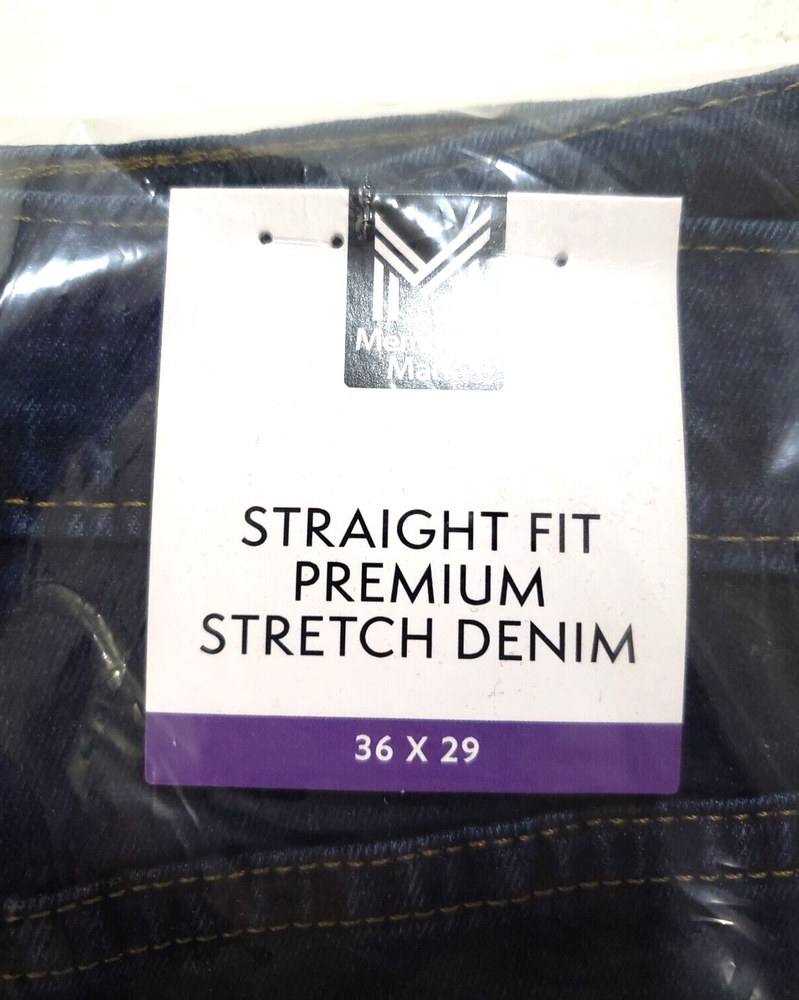 STRAIGHT FIT
PREMIUM
STRETCH DENIM
36 X 29